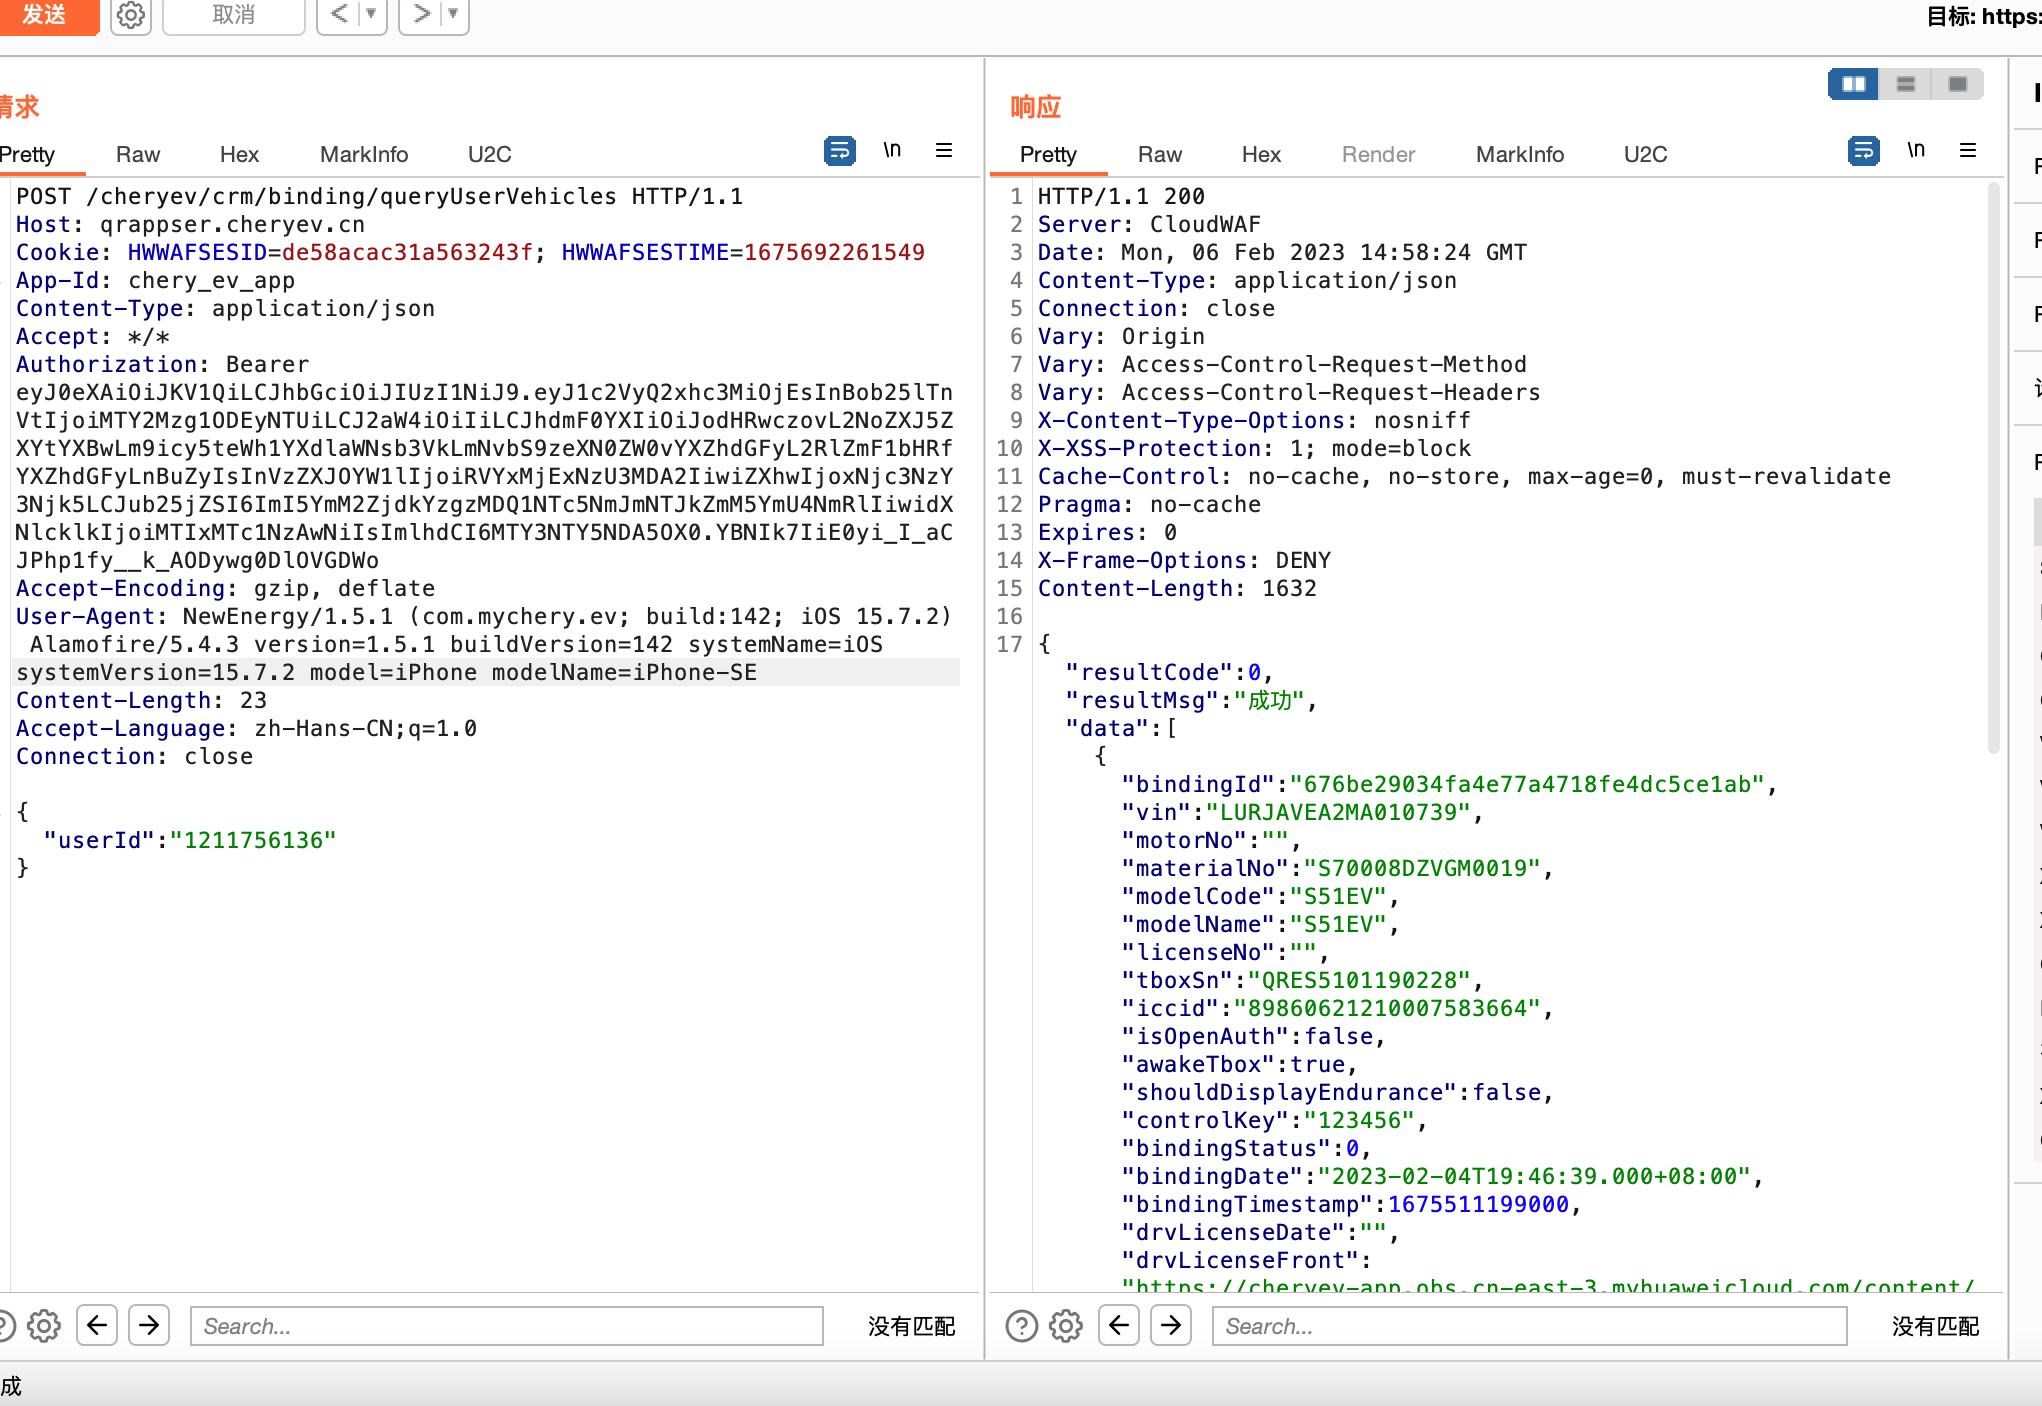 发送
取消
目标: https:
请求
Pretty Raw Hex MarkInfo U2C \n
POST /cheryev/crm/binding/queryUserVehicles HTTP/1.1
Host: qrappser.cheryev.cn
Cookie: HWWAFSESID=de58acac31a563243f; HWWAFSESTIME=1675692261549
App-Id: chery_ev_app
Content-Type: application/json
Accept: */*
Authorization: Bearer
eyJ0eXAiOiJKV1QiLCJhbGciOiJIUzI1NiJ9.eyJ1c2VyQ2xhc3MiOjEsInBob25lTn
VtIjoiMTY2Mzg1ODEyNTUiLCJ2aW4iOiIiLCJhdmF0YXIiOiJodHRwczovL2NoZXJ5Z
XYtYXBwLm9icy5teWh1YXdlaWNsb3VkLmNvbS9zeXN0ZW0vYXZhdGFyL2RlZmF1bHRf
YXZhdGFyLnBuZyIsInVzZXJOYW1lIjoiRVYxMjExNzU3MDA2IiwiZXhwIjoxNjc3NzY
3Njk5LCJub25jZSI6ImI5YmM2ZjdkYzgzMDQ1NTc5NmJmNTJkZmM5YmU4NmRlIiwidX
NlcklkIjoiMTIxMTc1NzAwNiIsImlhdCI6MTY3NTY5NDA5OX0.YBNIk7IiE0yi_I_aC
JPhp1fy__k_AODywg0DlOVGDWo
Accept-Encoding: gzip, deflate
User-Agent: NewEnergy/1.5.1 (com.mychery.ev; build:142; iOS 15.7.2)
Alamofire/5.4.3 version=1.5.1 buildVersion=142 systemName=iOS
systemVersion=15.7.2 model=iPhone modelName=iPhone-SE
Content-Length: 23
Accept-Language: zh-Hans-CN;q=1.0
Connection: close
{
"userId":"1211756136"
}
Search...
没有匹配
响应
Pretty Raw Hex Render MarkInfo U2C \n
1 HTTP/1.1 200
2 Server: CloudWAF
3 Date: Mon, 06 Feb 2023 14:58:24 GMT
4 Content-Type: application/json
5 Connection: close
6 Vary: Origin
7 Vary: Access-Control-Request-Method
8 Vary: Access-Control-Request-Headers
9 X-Content-Type-Options: nosniff
10 X-XSS-Protection: 1; mode=block
11 Cache-Control: no-cache, no-store, max-age=0, must-revalidate
12 Pragma: no-cache
13 Expires: 0
14 X-Frame-Options: DENY
15 Content-Length: 1632
16
17 {
"resultCode":0,
"resultMsg":"成功",
"data":[
{
"bindingId":"676be29034fa4e77a4718fe4dc5ce1ab",
"vin":"LURJAVEA2MA010739",
"motorNo":"",
"materialNo":"S70008DZVGM0019",
"modelCode":"S51EV",
"modelName":"S51EV",
"licenseNo":"",
"tboxSn":"QRES5101190228",
"iccid":"89860621210007583664",
"isOpenAuth":false,
"awakeTbox":true,
"shouldDisplayEndurance":false,
"controlKey":"123456",
"bindingStatus":0,
"bindingDate":"2023-02-04T19:46:39.000+08:00",
"bindingTimestamp":1675511199000,
"drvLicenseDate":"",
"drvLicenseFront":
"https://cheryev-app.obs.cn-east-3.myhuaweicloud.com/content/
Search...
没有匹配
成